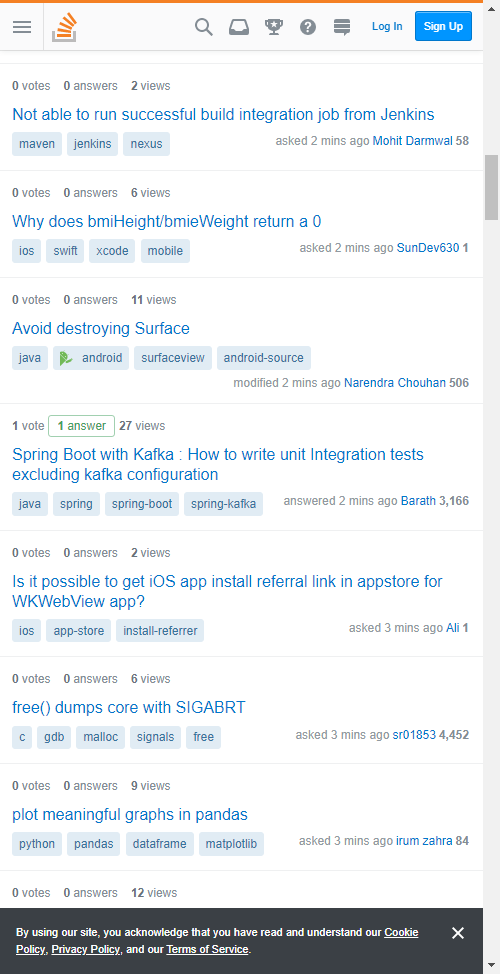 Log In Sign Up
0 votes 0 answers 2 views
Not able to run successful build integration job from Jenkins
maven jenkins nexus asked 2 mins ago Mohit Darmwal 58
0 votes 0 answers 6 views
Why does bmiHeight/bmieWeight return a 0
ios swift xcode mobile asked 2 mins ago SunDev630 1
0 votes 0 answers 11 views
Avoid destroying Surface
java android surfaceview android-source
modified 2 mins ago Narendra Chouhan 506
1 vote 1 answer 27 views
Spring Boot with Kafka : How to write unit Integration tests
excluding kafka configuration
java spring spring-boot spring-kafka answered 2 mins ago Barath 3,166
0 votes 0 answers 2 views
Is it possible to get iOS app install referral link in appstore for
WKWebView app?
ios app-store install-referrer asked 3 mins ago Ali 1
0 votes 0 answers 6 views
free() dumps core with SIGABRT
c gdb malloc signals free asked 3 mins ago sr01853 4,452
0 votes 0 answers 9 views
plot meaningful graphs in pandas
python pandas dataframe matplotlib asked 3 mins ago irum zahra 84
0 votes 0 answers 12 views
By using our site, you acknowledge that you have read and understand our Cookie
Policy, Privacy Policy, and our Terms of Service.